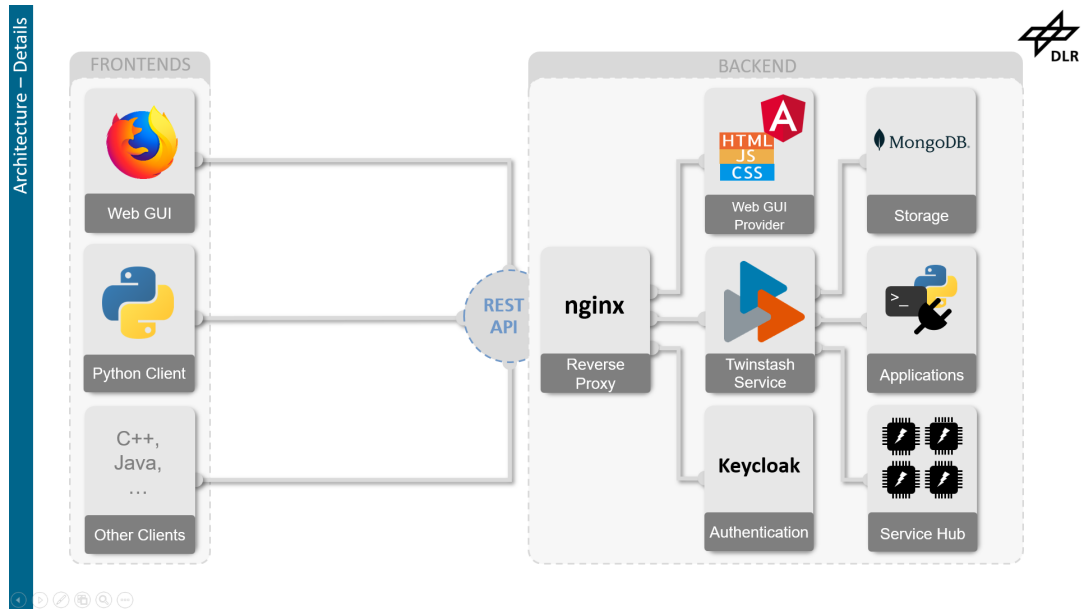 Architecture – Details
DLR
FRONTENDS
Web GUI
Python Client
C++,
Java,
…
Other Clients
REST
API
BACKEND
nginx
Reverse
Proxy
A
HTML
JS
CSS
Web GUI
Provider
Twinstash
Service
Keycloak
Authentication
MongoDB.
Storage
>_
Applications
Service Hub